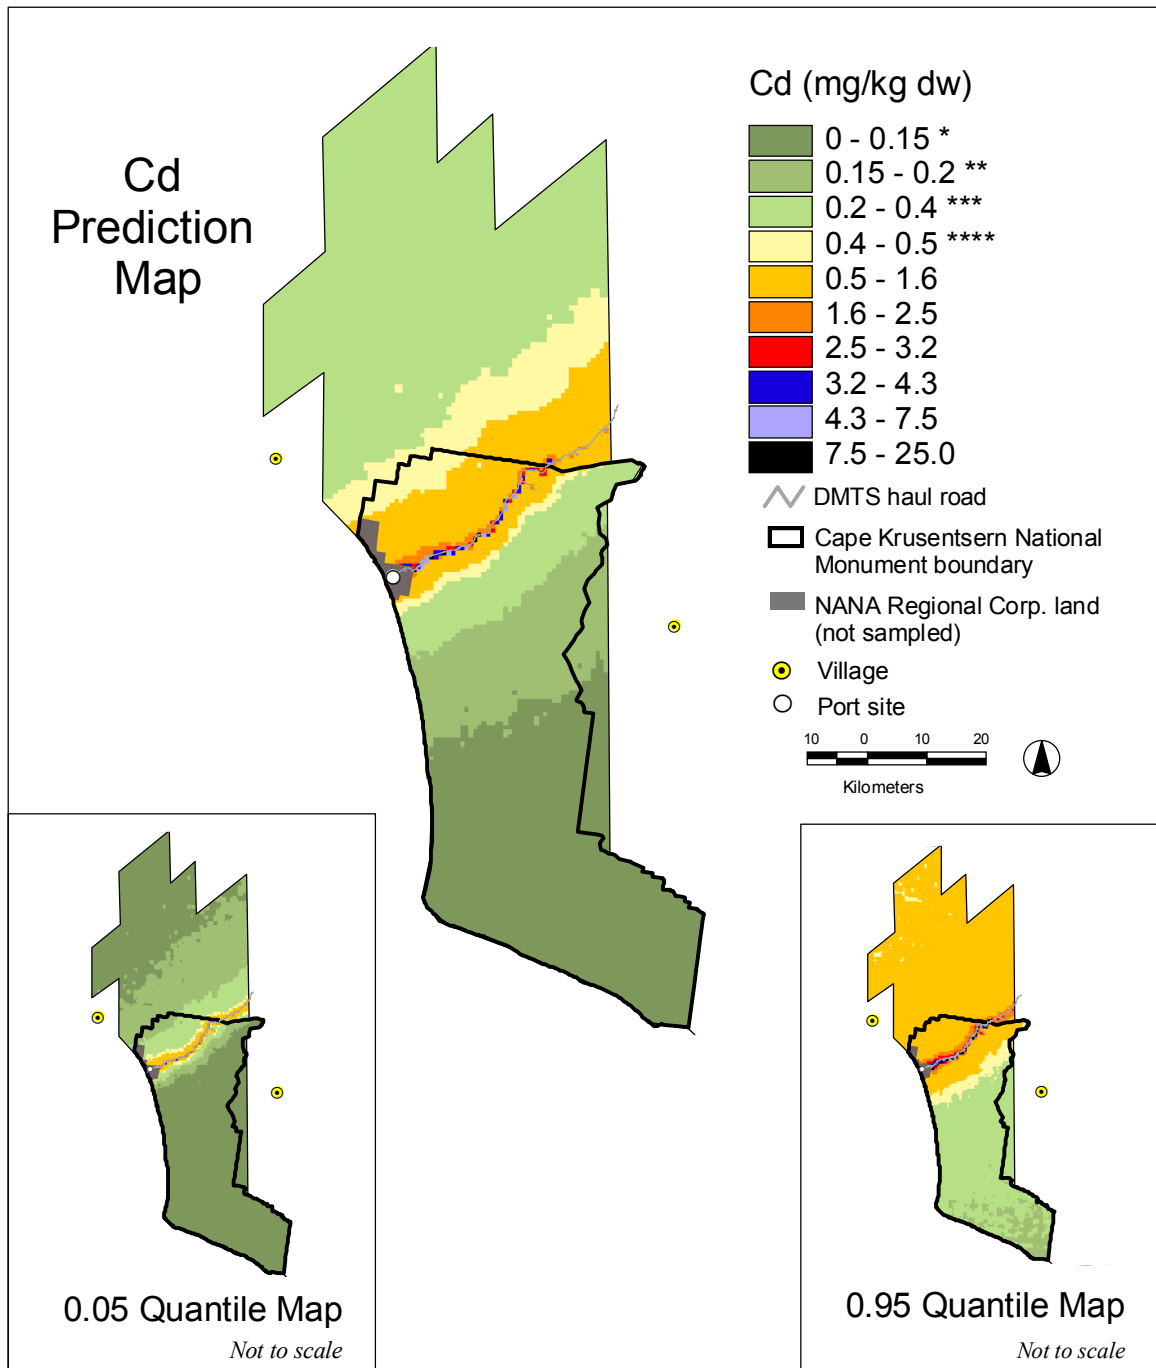 Cd
Prediction
Map
Cd (mg/kg dw)
0 - 0.15 *
0.15 - 0.2 **
0.2 - 0.4 ***
0.4 - 0.5 ****
0.5 - 1.6
1.6 - 2.5
2.5 - 3.2
3.2 - 4.3
4.3 - 7.5
7.5 - 25.0
DMTS haul road
Cape Krusentsern National
Monument boundary
NANA Regional Corp. land
(not sampled)
Village
Port site
10 0 10 20
Kilometers
0.05 Quantile Map
Not to scale
0.95 Quantile Map
Not to scale